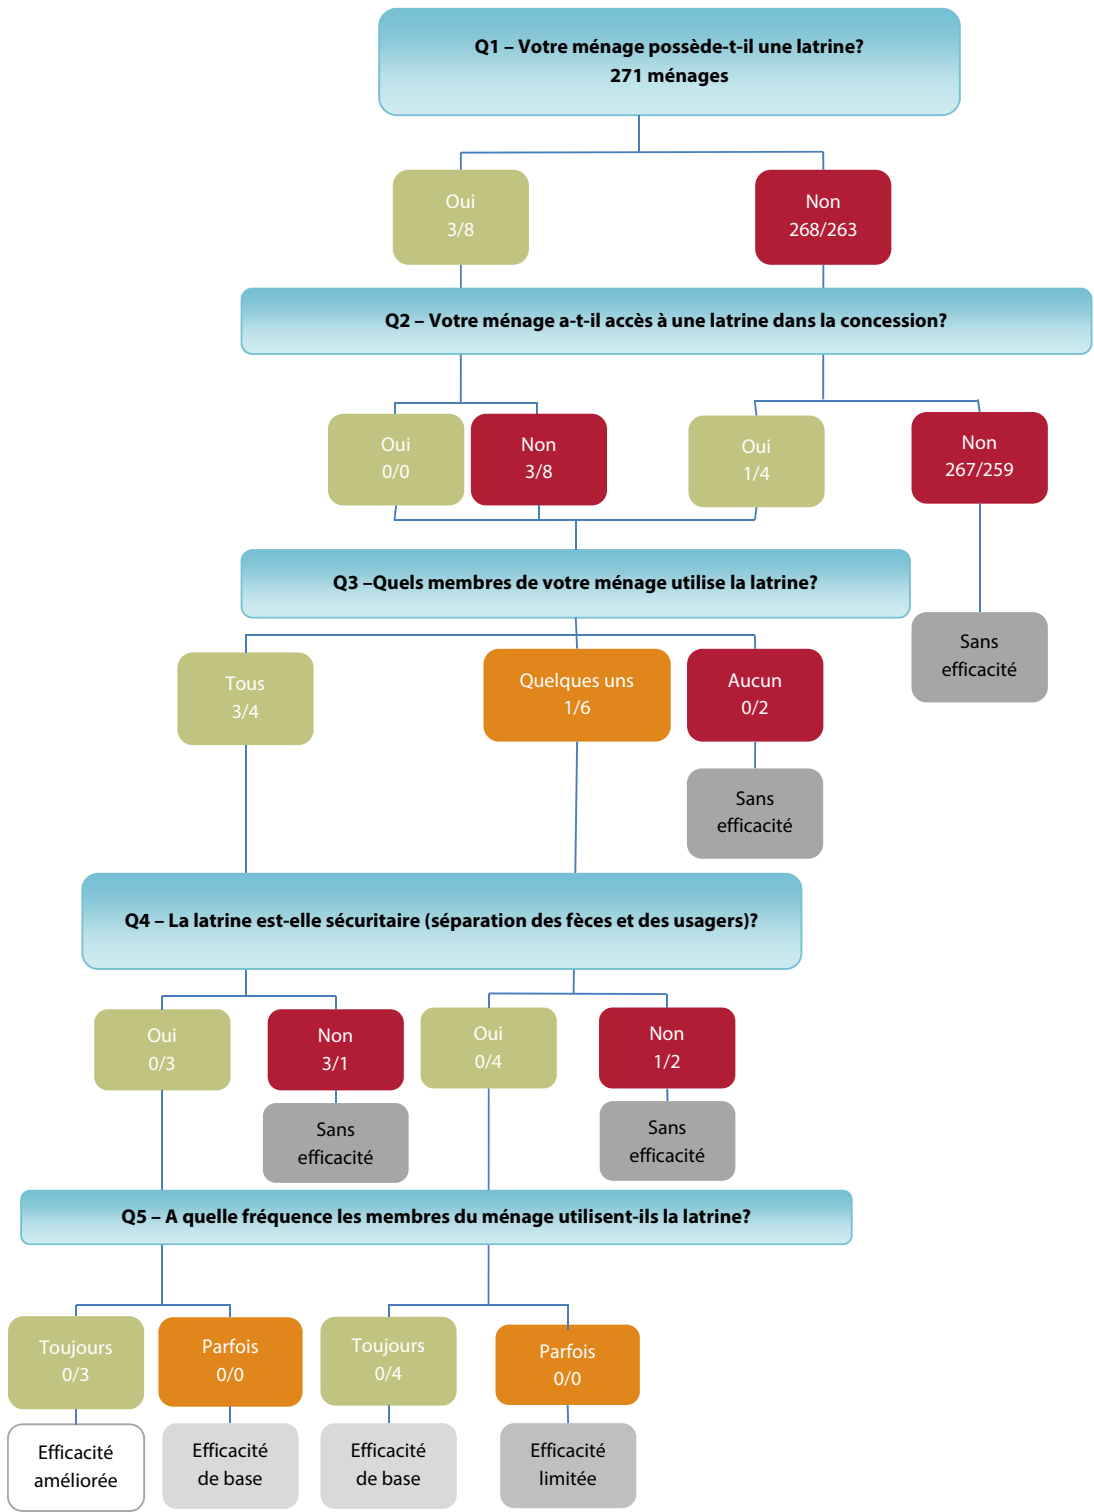 Q1 – Votre ménage possède-t-il une latrine?
271 ménages
Oui
3/8
Non
268/263
Q2 – Votre ménage a-t-il accès à une latrine dans la concession?
Oui
0/0
Non
3/8
Oui
1/4
Non
267/259
Q3 –Quels membres de votre ménage utilise la latrine?
Sans
efficacité
Tous
3/4
Quelques uns
1/6
Aucun
0/2
Sans
efficacité
Q4 – La latrine est-elle sécuritaire (séparation des fèces et des usagers)?
Oui
0/3
Non
3/1
Oui
0/4
Non
1/2
Sans
efficacité
Sans
efficacité
Q5 – A quelle fréquence les membres du ménage utilisent-ils la latrine?
Toujours
0/3
Parfois
0/0
Toujours
0/4
Parfois
0/0
Efficacité
améliorée
Efficacité
de base
Efficacité
de base
Efficacité
limitée